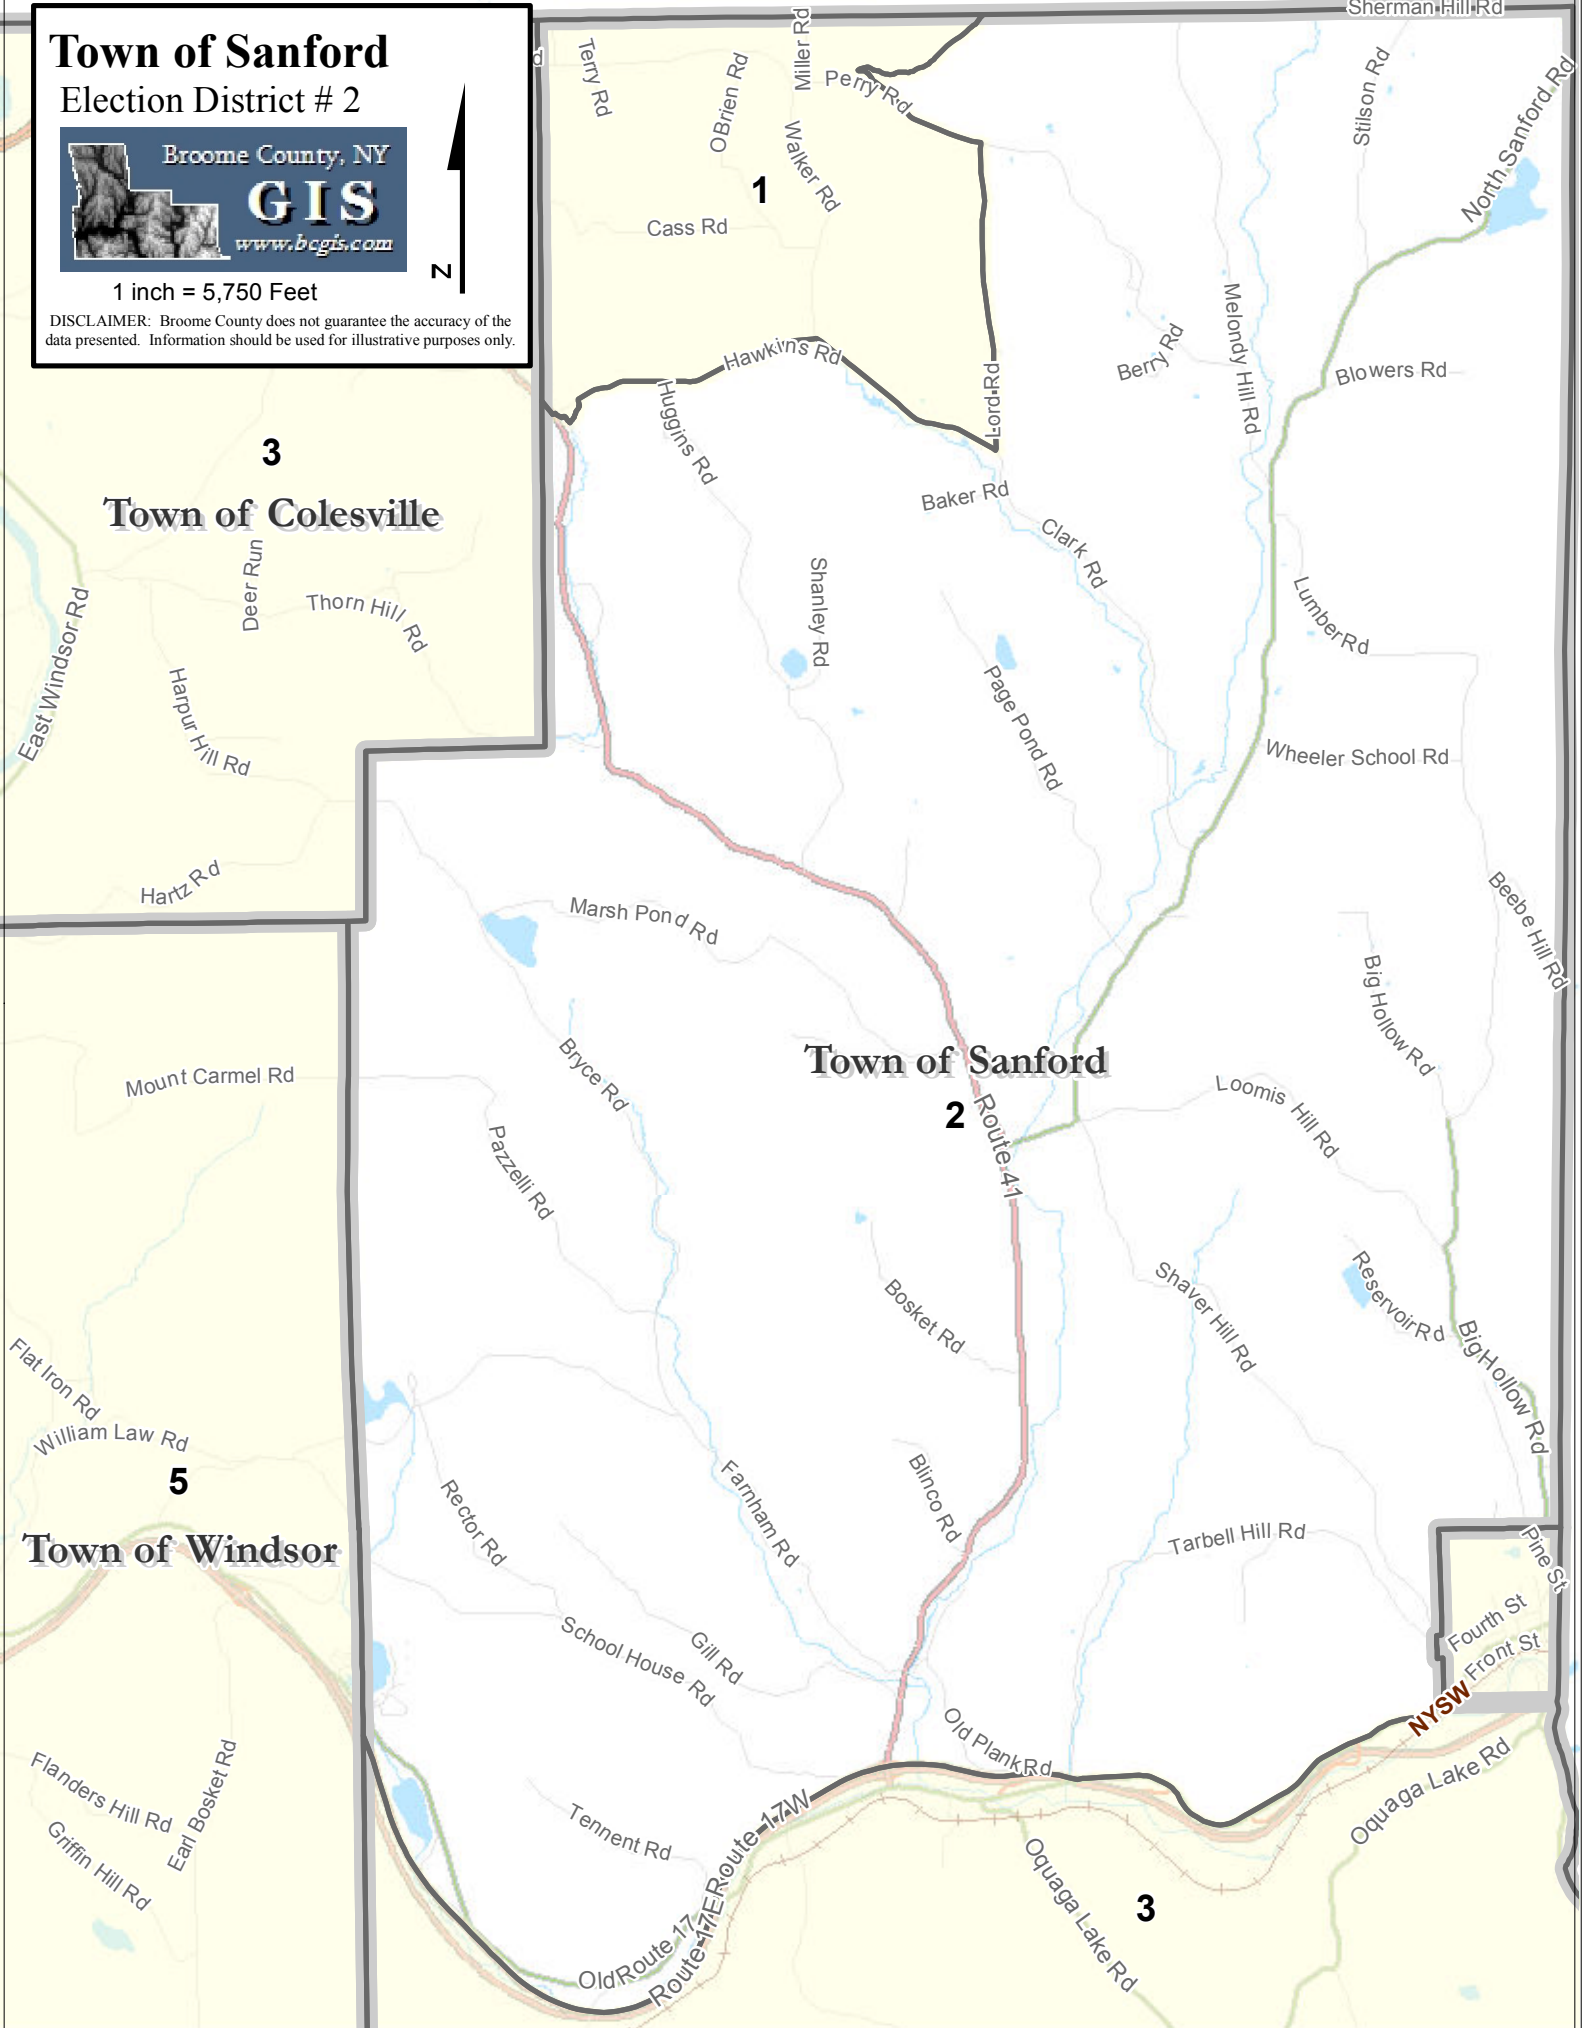 Town of Sanford
Election District # 2
Broome County, NY
GIS
www.bcgis.com
N
1 inch = 5,750 Feet
DISCLAIMER: Broome County does not guarantee the accuracy of the
data presented. Information should be used for illustrative purposes only.
Sherman Hill Rd
d
Terry Rd
OBrien Rd
Miller Rd
Perry Rd
Walker Rd
Stilson Rd
North Sanford Rd
1
Cass Rd
Hawkins Rd
Huggins Rd
Lord Rd
Berry Rd
Melondy Hill Rd
Blowers Rd
3
Town of Colesville
Baker Rd
Clark Rd
Deer Run
Thorn Hill Rd
East Windsor Rd
Harpur Hill Rd
Shanley Rd
Page Pond Rd
Lumber Rd
Wheeler School Rd
Hartz Rd
Marsh Pond Rd
Beebe Hill Rd
Big Hollow Rd
Mount Carmel Rd
Bryce Rd
Town of Sanford
2
Route 41
Loomis Hill Rd
Pazzelli Rd
Bosket Rd
Shaver Hill Rd
Reservoir Rd
Big Hollow Rd
Flat Iron Rd
William Law Rd
5
Town of Windsor
Rector Rd
Farnham Rd
Blinco Rd
Tarbell Hill Rd
Pine St
Fourth St
Front St
NYSW
School House Rd
Gill Rd
Old Plank Rd
Flanders Hill Rd
Earl Bosket Rd
Griffin Hill Rd
Tennent Rd
Route 17W
Old Route 17
Route 17E
Oquaga Lake Rd
Oquaga Lake Rd
3